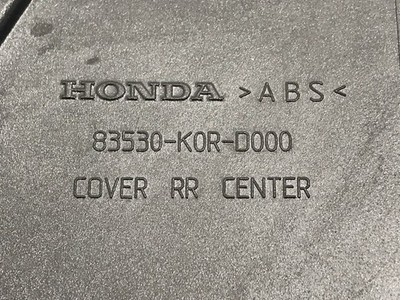 HONDA >ABS<
83530-K0R-D000
COVER RR CENTER